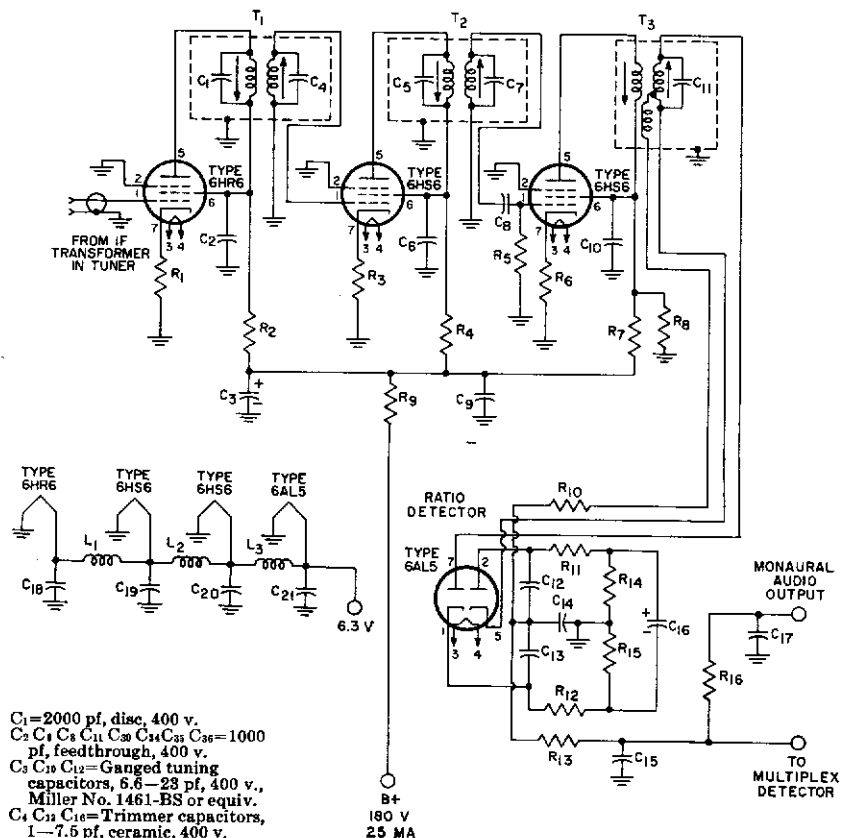 T1
T2
T3
C1
C4
C5
C7
C11
5
5
5
TYPE
6HR6
TYPE
6HS6
TYPE
6HS6
2
1
6
7
3 4
2
1
6
7
3 4
2
1
6
7
3 4
FROM IF
TRANSFORMER
IN TUNER
C2
C6
C8
C10
R1
R3
R5
R6
R2
R4
R7
R8
C3
+
-
R9
C9
TYPE
6HR6
TYPE
6HS6
TYPE
6HS6
TYPE
6AL5
L1
L2
L3
C18
C19
C20
C21
6.3 V
RATIO
DETECTOR
TYPE
6AL5
7
2
1
3
4
5
R10
R11
C12
C14
C13
R12
R14
R15
+
-
C16
R13
C15
R16
C17
MONAURAL
AUDIO
OUTPUT
TO
MULTIPLEX
DETECTOR
B+
180 V
25 MA
C1=2000 pf, disc, 400 v.
C2 C6 C8 C11 C30 C34 C35 C36=1000
pf, feedthrough, 400 v.
C3 C10 C12=Ganged tuning
capacitors, 6.6—23 pf, 400 v.,
Miller No. 1461-BS or equiv.
C4 C13 C16=Trimmer capacitors,
1—7.5 pf, ceramic, 400 v.